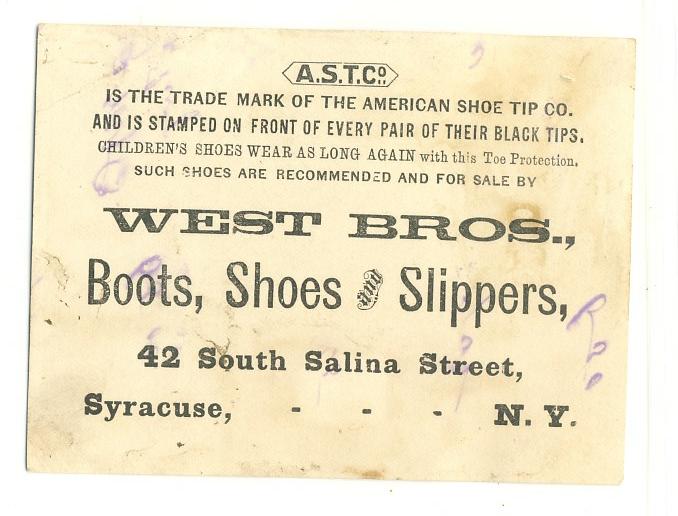 A.S.T.Co.
IS THE TRADE MARK OF THE AMERICAN SHOE TIP CO.
AND IS STAMPED ON FRONT OF EVERY PAIR OF THEIR BLACK TIPS.
CHILDREN'S SHOES WEAR AS LONG AGAIN with this Toe Protection.
SUCH SHOES ARE RECOMMENDED AND FOR SALE BY
WEST BROS.,
Boots, Shoes and Slippers,
42 South Salina Street,
Syracuse, - - - N. Y.